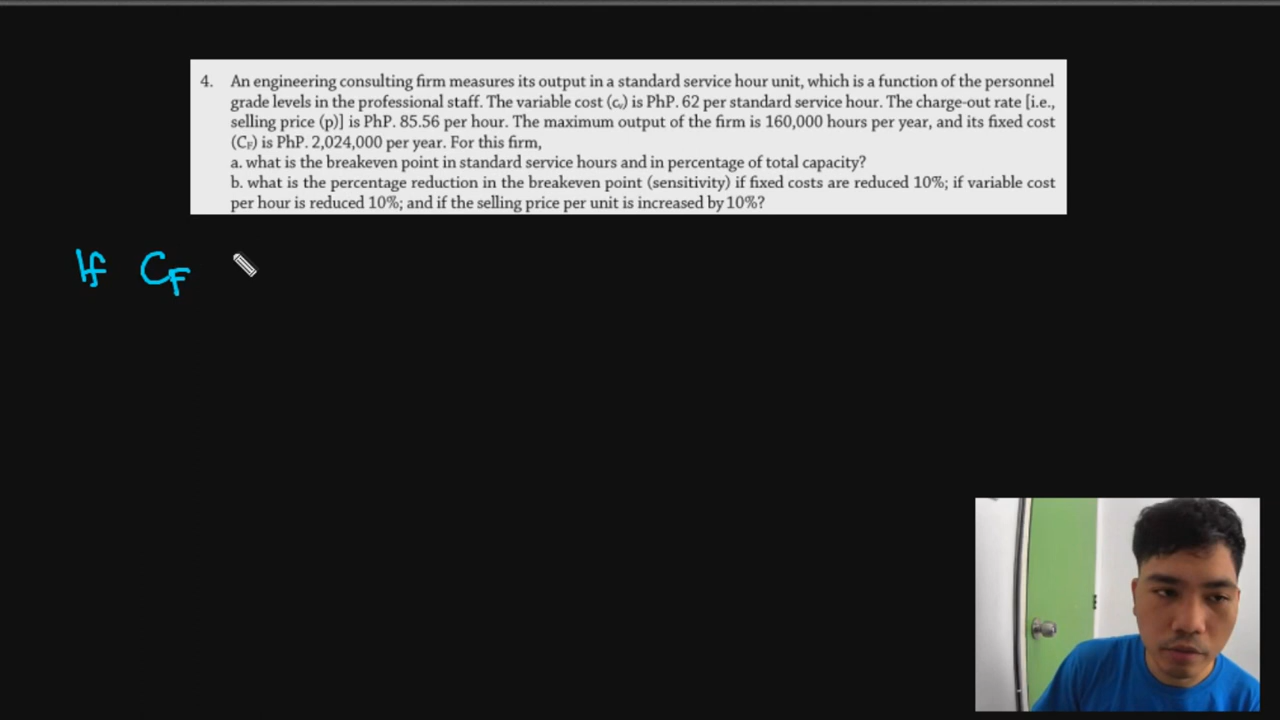 4. An engineering consulting firm measures its output in a standard service hour unit, which is a function of the personnel
grade levels in the professional staff. The variable cost (cᵥ) is PhP. 62 per standard service hour. The charge-out rate [i.e.,
selling price (p)] is PhP. 85.56 per hour. The maximum output of the firm is 160,000 hours per year, and its fixed cost
(C_F) is PhP. 2,024,000 per year. For this firm,
a. what is the breakeven point in standard service hours and in percentage of total capacity?
b. what is the percentage reduction in the breakeven point (sensitivity) if fixed costs are reduced 10%; if variable cost
per hour is reduced 10%; and if the selling price per unit is increased by 10%?
If C_F